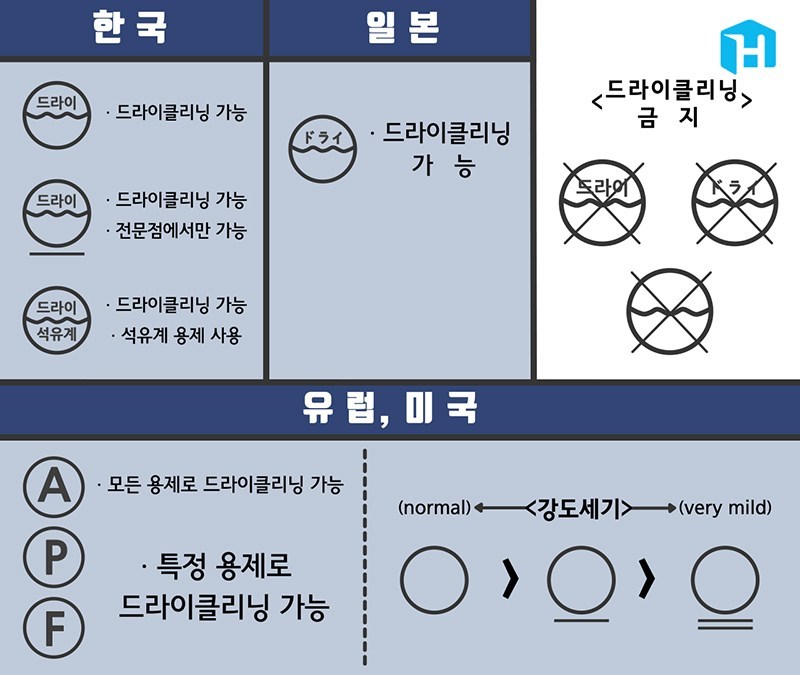 한국
드라이
· 드라이클리닝 가능
드라이
· 드라이클리닝 가능
· 전문점에서만 가능
드라이
석유계
· 드라이클리닝 가능
· 석유계 용제 사용
일본
ドライ
· 드라이클리닝
가 능
H
<드라이클리닝>
금 지
드라이
ドライ
유럽, 미국
A
· 모든 용제로 드라이클리닝 가능
P
F
· 특정 용제로
드라이클리닝 가능
(normal) <강도세기> (very mild)